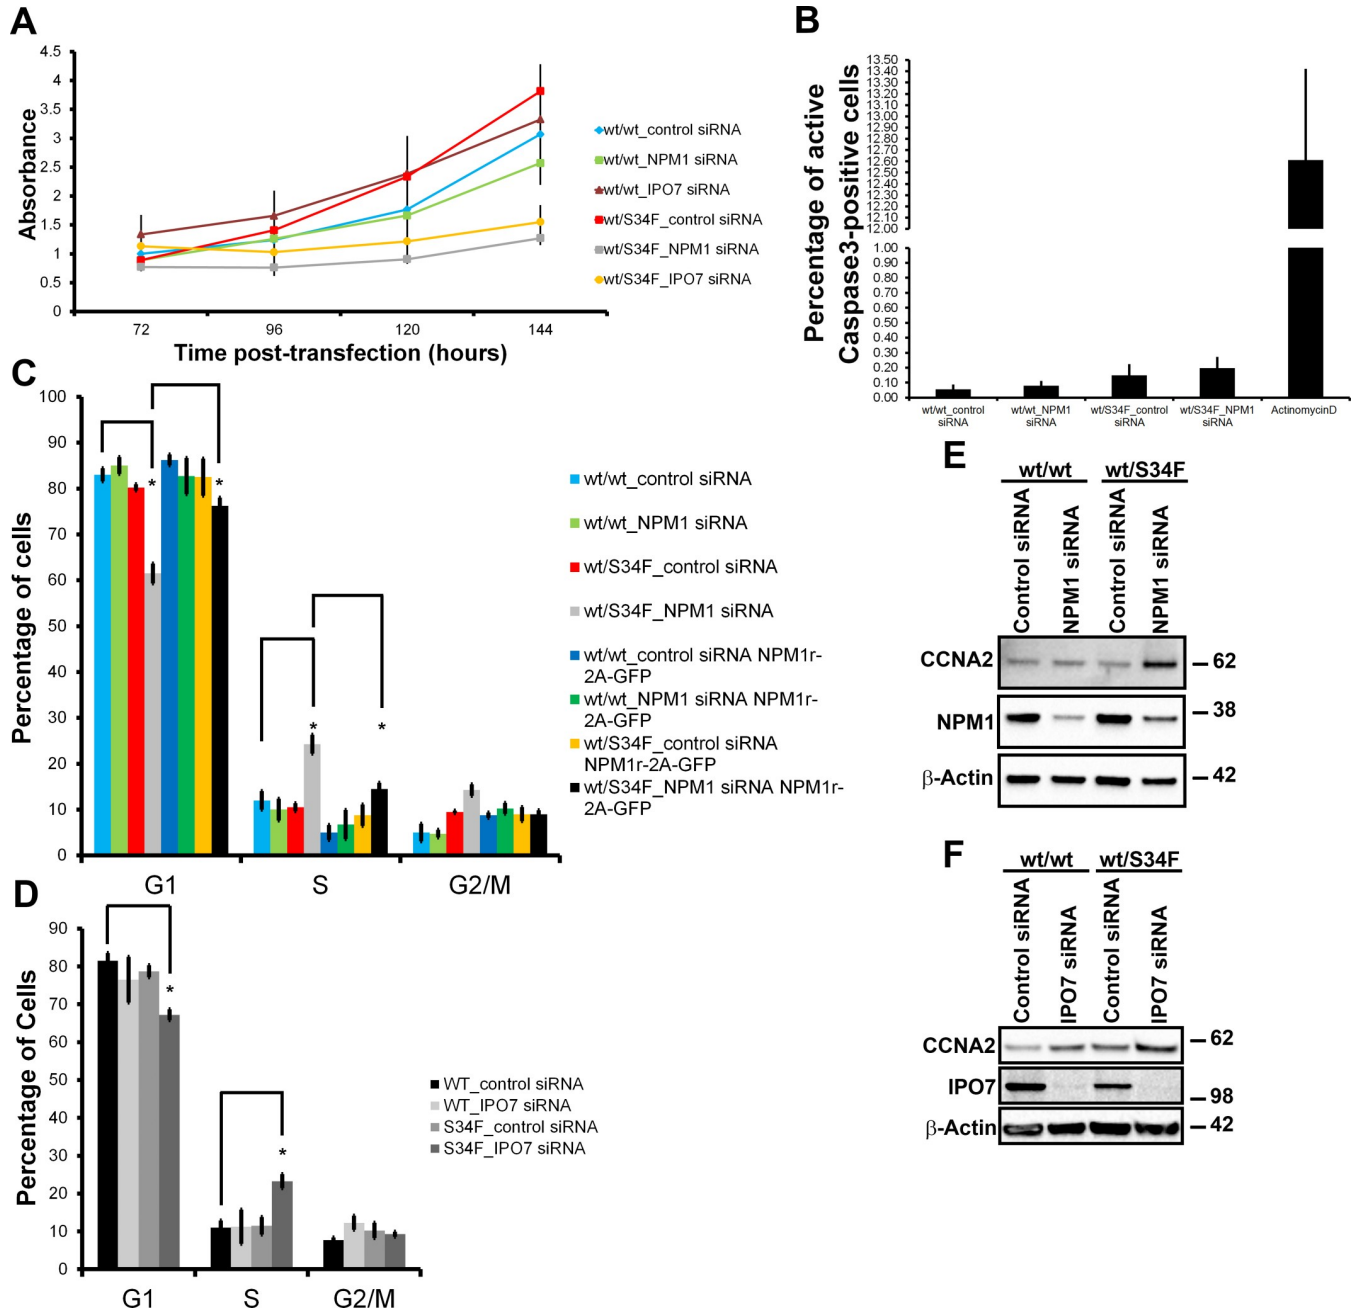 A
4.5
4
3.5
3
2.5
2
1.5
1
0.5
0
Absorbance
72
96
120
144
Time post-transfection (hours)
wt/wt_control siRNA
wt/wt_NPM1 siRNA
wt/wt_IPO7 siRNA
wt/S34F_control siRNA
wt/S34F_NPM1 siRNA
wt/S34F_IPO7 siRNA
B
Percentage of active
Caspase3-positive cells
13.50
13.40
13.30
13.20
13.10
13.00
12.90
12.80
12.70
12.60
12.50
12.40
12.30
12.20
12.10
12.00
1.00
0.90
0.80
0.70
0.60
0.50
0.40
0.30
0.20
0.10
0.00
wt/wt_control
siRNA
wt/wt_NPM1
siRNA
wt/S34F_control
siRNA
wt/S34F_NPM1
siRNA
ActinomycinD
C
100
90
80
70
60
50
40
30
20
10
0
Percentage of cells
*
*
*
*
G1
S
G2/M
wt/wt_control siRNA
wt/wt_NPM1 siRNA
wt/S34F_control siRNA
wt/S34F_NPM1 siRNA
wt/wt_control siRNA NPM1r-
2A-GFP
wt/wt_NPM1 siRNA NPM1r-
2A-GFP
wt/S34F_control siRNA
NPM1r-2A-GFP
wt/S34F_NPM1 siRNA NPM1r-
2A-GFP
D
90
80
70
60
50
40
30
20
10
0
Percentage of Cells
*
*
G1
S
G2/M
WT_control siRNA
WT_IPO7 siRNA
S34F_control siRNA
S34F_IPO7 siRNA
E
wt/wt
wt/S34F
Control siRNA
NPM1 siRNA
Control siRNA
NPM1 siRNA
CCNA2
62
NPM1
38
β-Actin
42
F
wt/wt
wt/S34F
Control siRNA
IPO7 siRNA
Control siRNA
IPO7 siRNA
CCNA2
62
IPO7
98
β-Actin
42